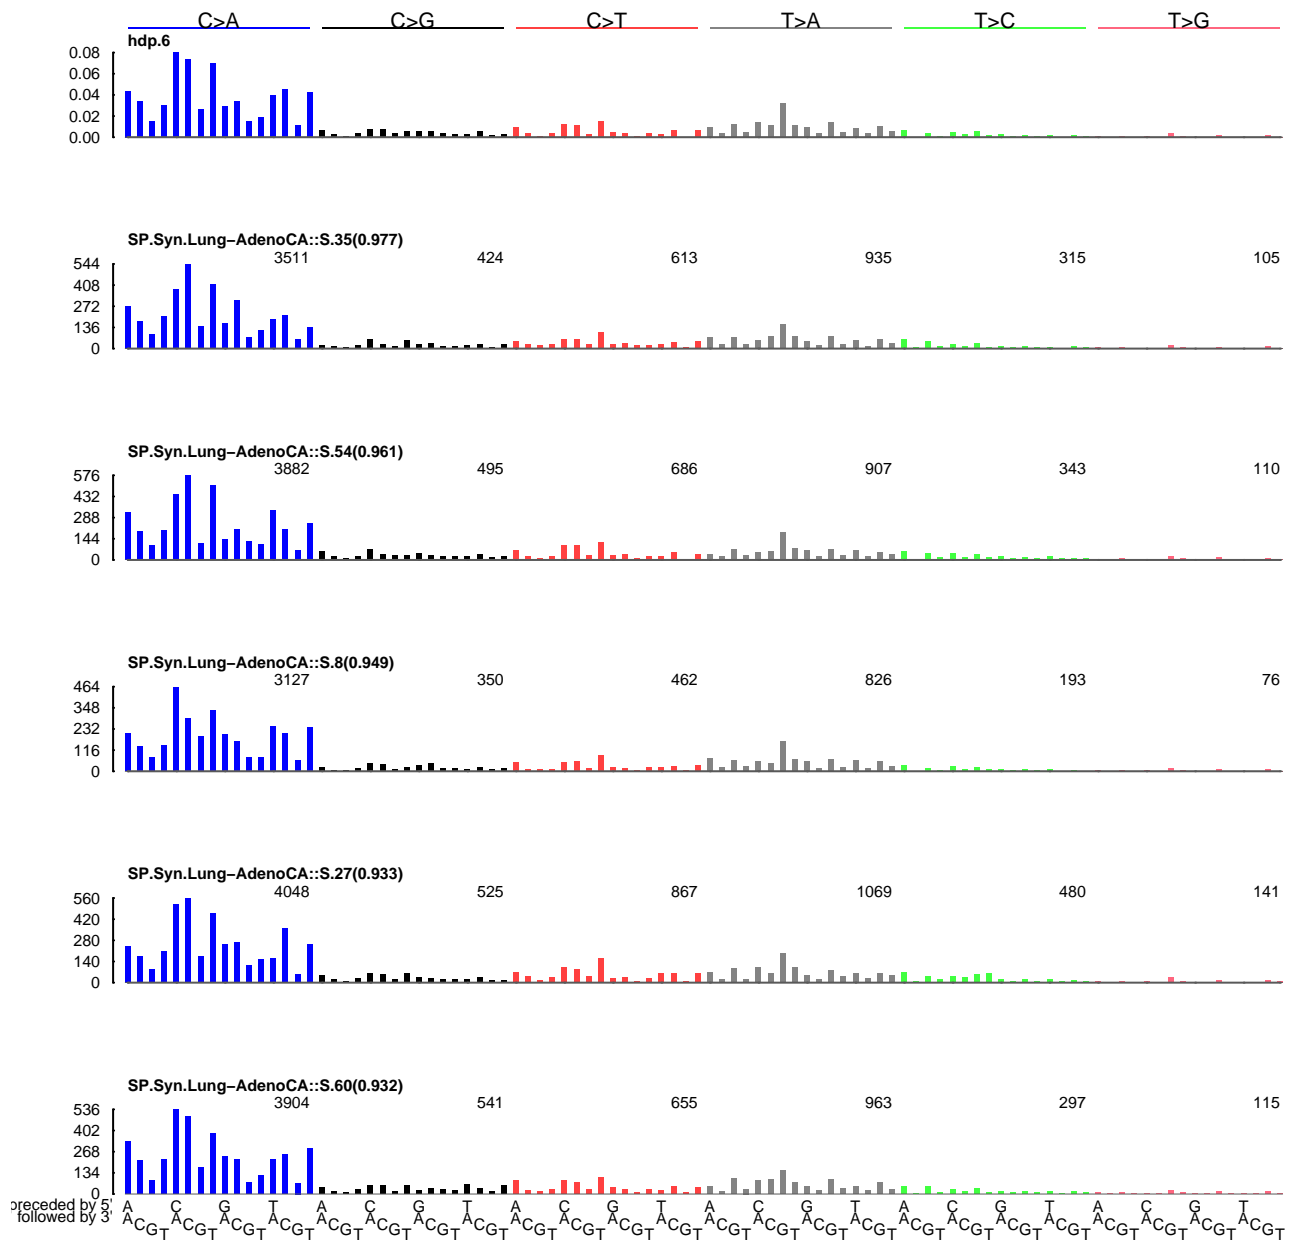 C>A C>G C>T T>A T>C T>G
hdp.6
0.08
0.06
0.04
0.02
0.00
SP.Syn.Lung−AdenoCA::S.35(0.977)
3511 424 613 935 315 105
544
408
272
136
0
SP.Syn.Lung−AdenoCA::S.54(0.961)
3882 495 686 907 343 110
576
432
288
144
0
SP.Syn.Lung−AdenoCA::S.8(0.949)
3127 350 462 826 193 76
464
348
232
116
0
SP.Syn.Lung−AdenoCA::S.27(0.933)
4048 525 867 1069 480 141
560
420
280
140
0
SP.Syn.Lung−AdenoCA::S.60(0.932)
3904 541 655 963 297 115
536
402
268
134
0
preceded by 5' A C G T A C G T A C G T A C G T A C G T A C G T
followed by 3' A C G T A C G T A C G T A C G T A C G T A C G T A C G T A C G T A C G T A C G T A C G T A C G T A C G T A C G T A C G T A C G T A C G T A C G T A C G T A C G T A C G T A C G T A C G T A C G T